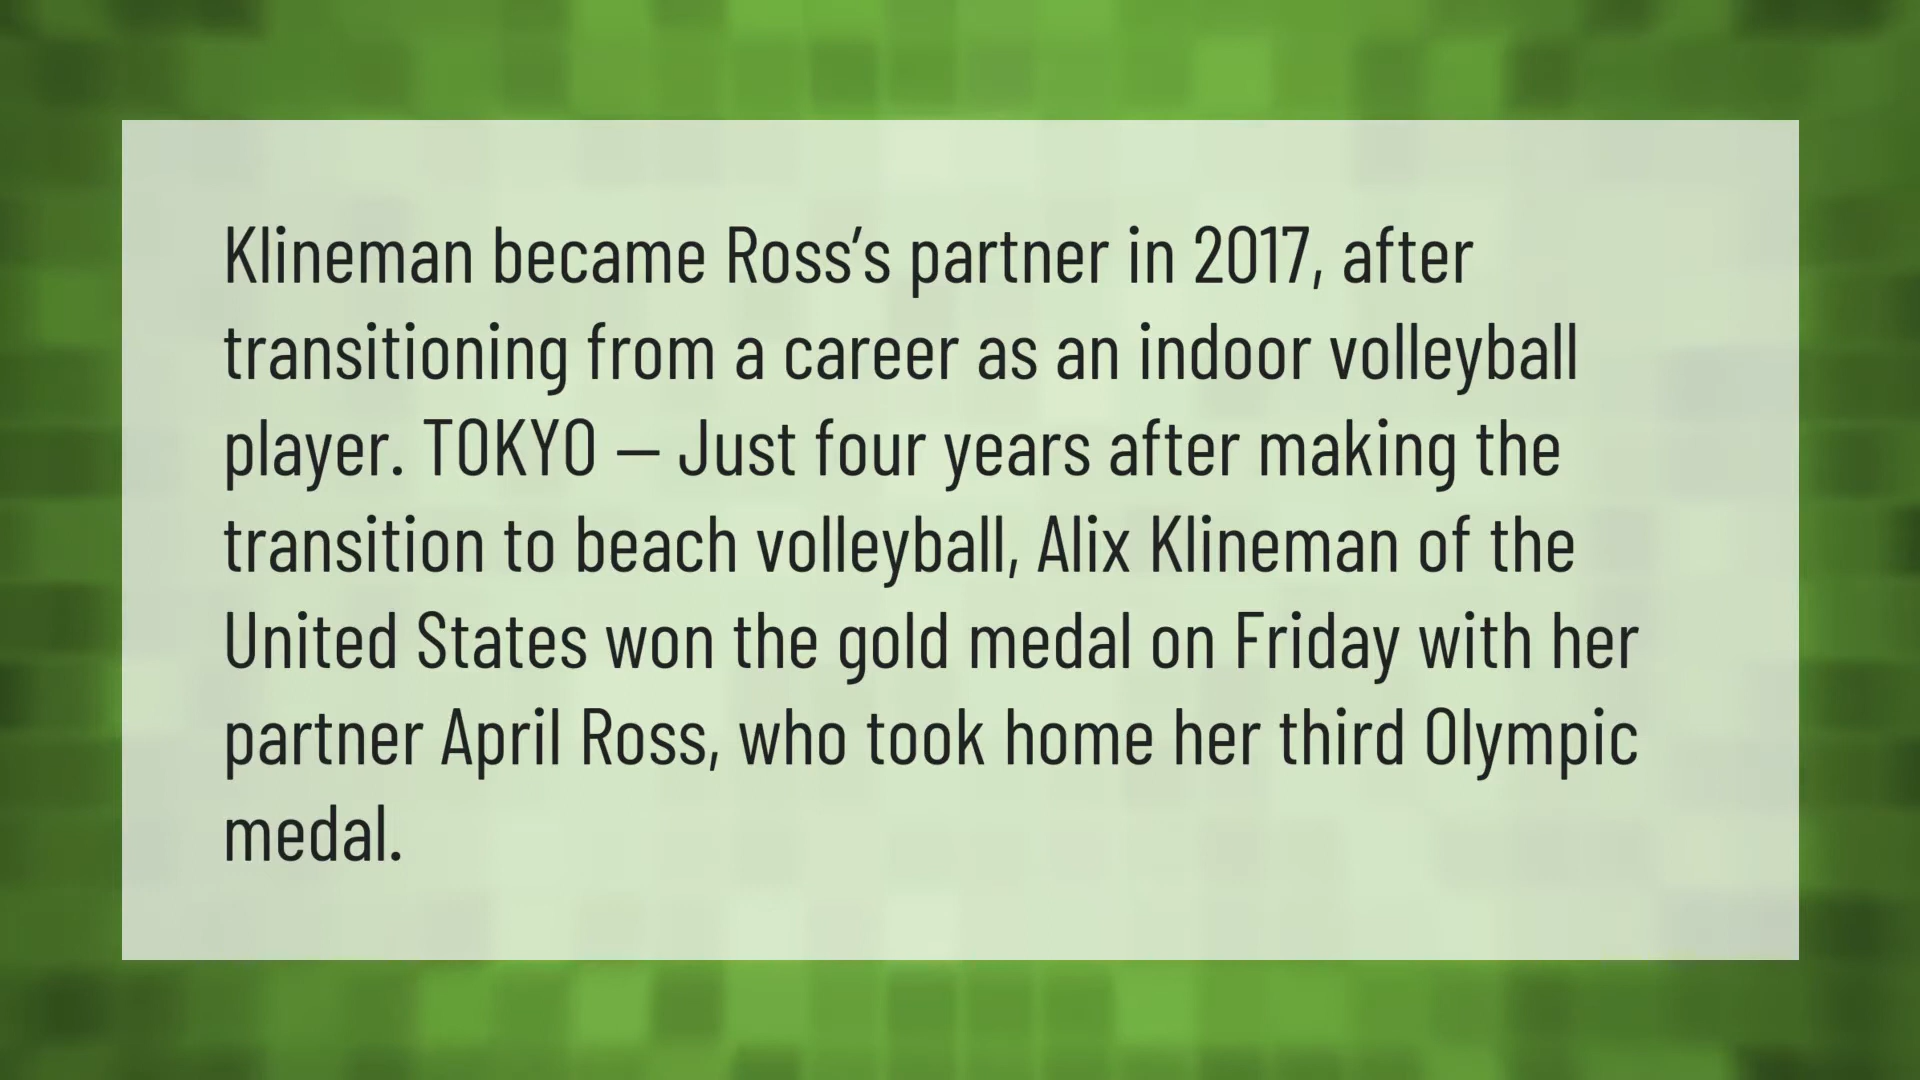 Klineman became Ross’s partner in 2017, after
transitioning from a career as an indoor volleyball
player. TOKYO — Just four years after making the
transition to beach volleyball, Alix Klineman of the
United States won the gold medal on Friday with her
partner April Ross, who took home her third Olympic
medal.